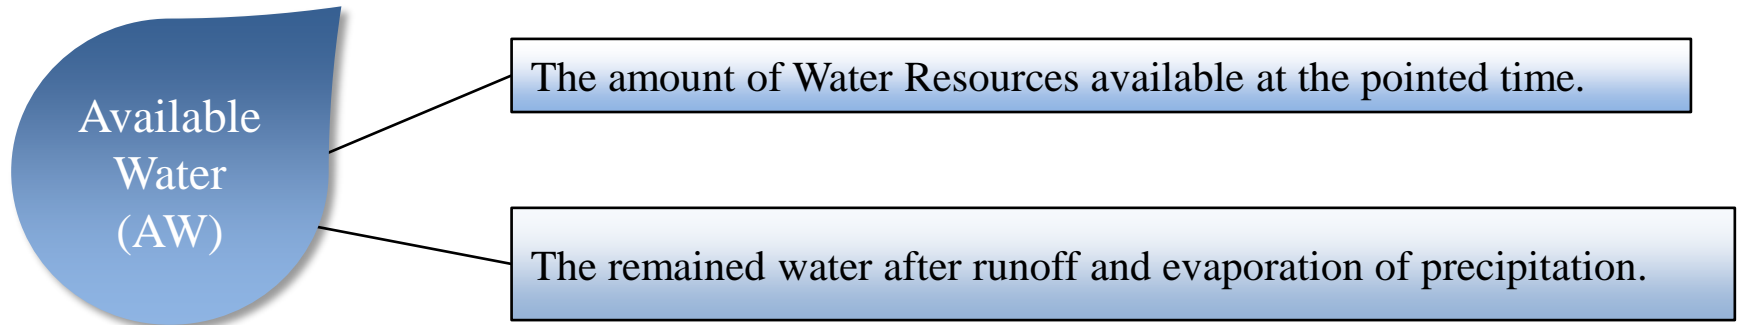 Available
Water
(AW)
The amount of Water Resources available at the pointed time.
The remained water after runoff and evaporation of precipitation.